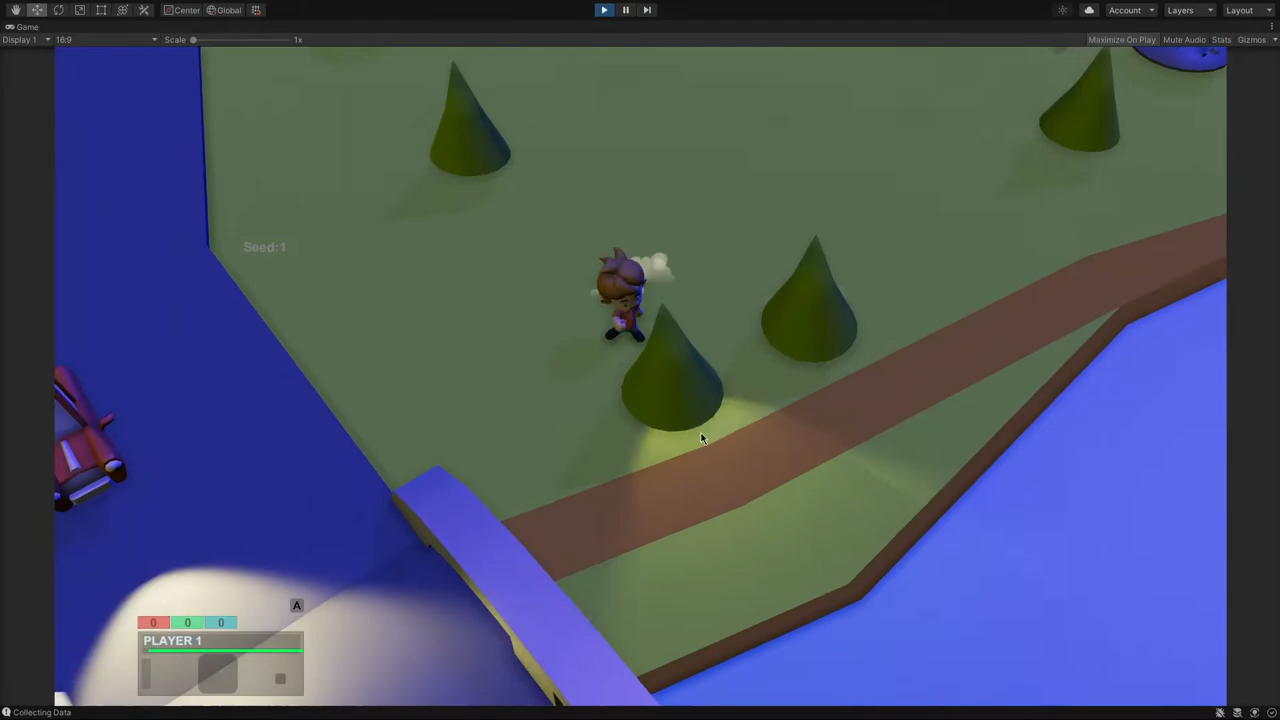 Center Global Account Layers Layout
Game
Display 1 16:9 Scale 1x Maximize On Play Mute Audio Stats Gizmos
Seed:1
A
0 0 0
PLAYER 1
Collecting Data